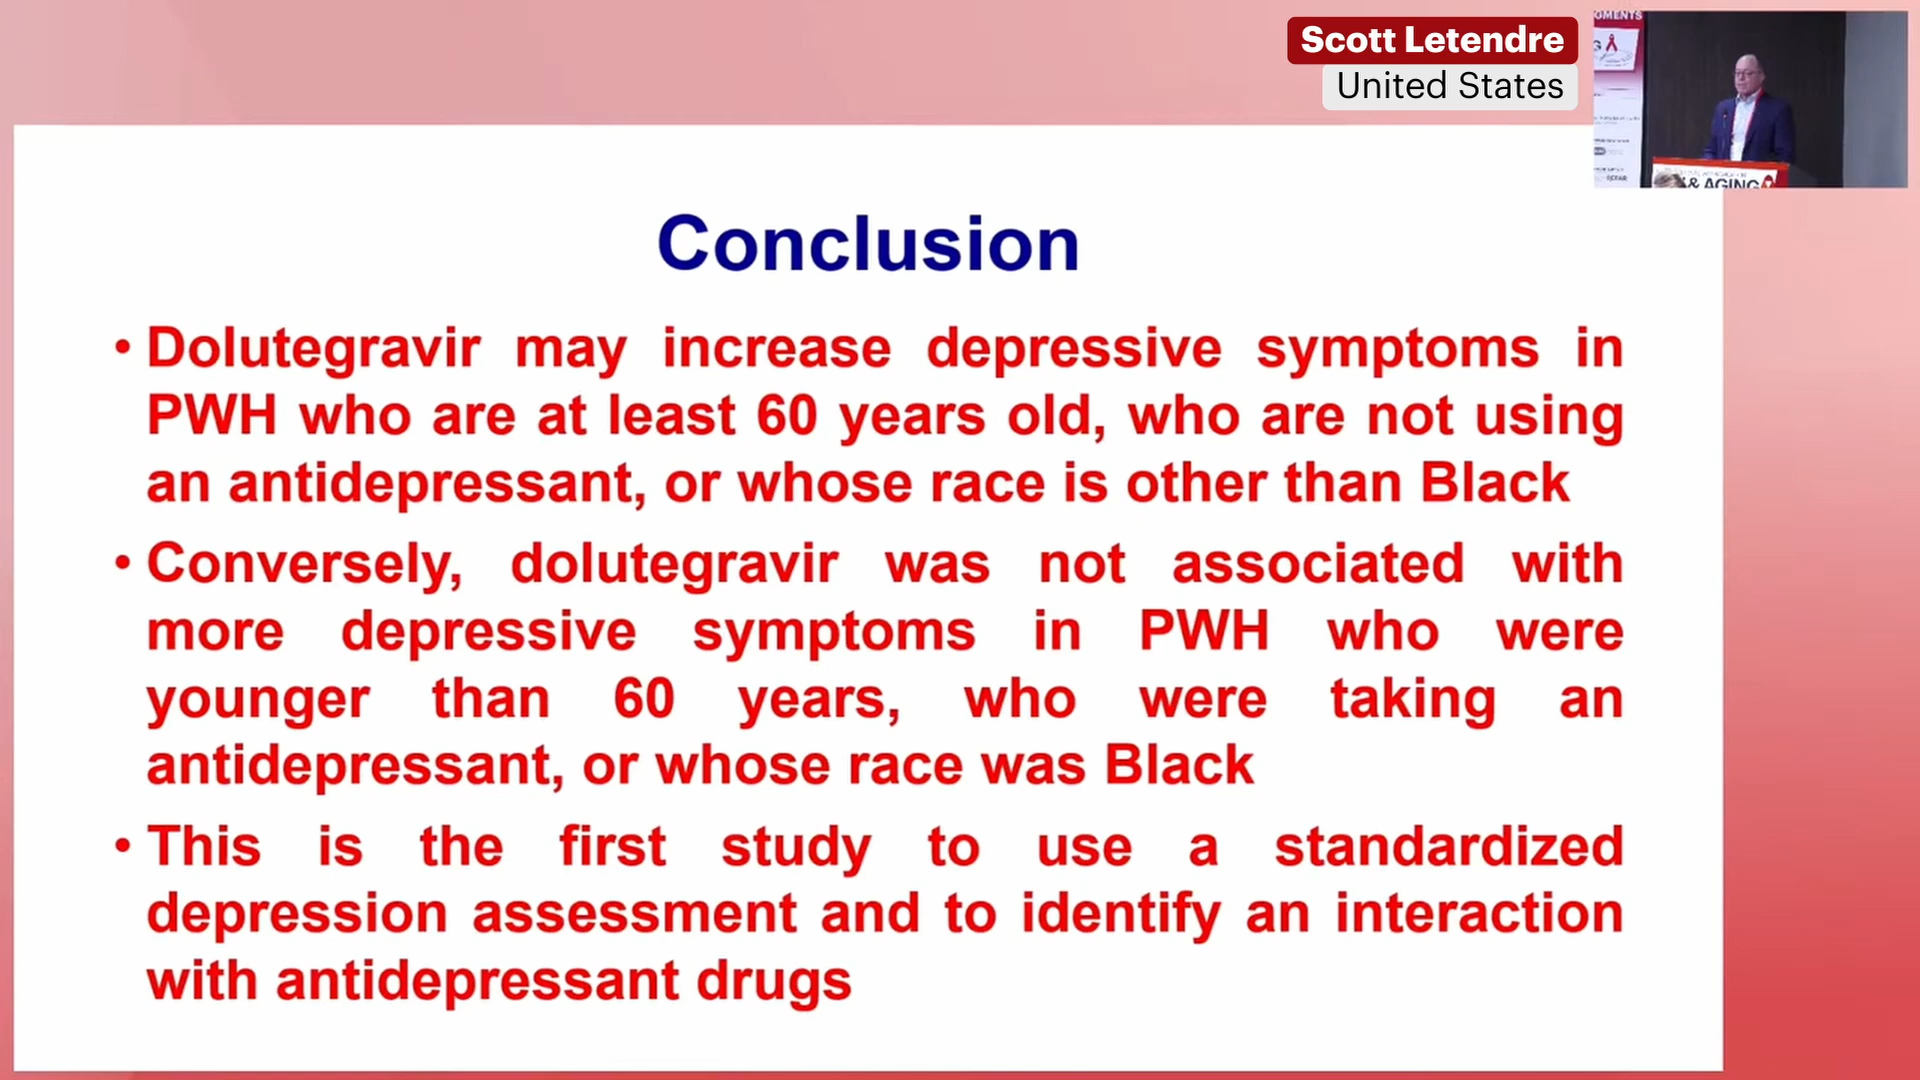 Scott Letendre
United States
OMENTS
& AGING
Conclusion
• Dolutegravir may increase depressive symptoms in
PWH who are at least 60 years old, who are not using
an antidepressant, or whose race is other than Black
• Conversely, dolutegravir was not associated with
more depressive symptoms in PWH who were
younger than 60 years, who were taking an
antidepressant, or whose race was Black
• This is the first study to use a standardized
depression assessment and to identify an interaction
with antidepressant drugs